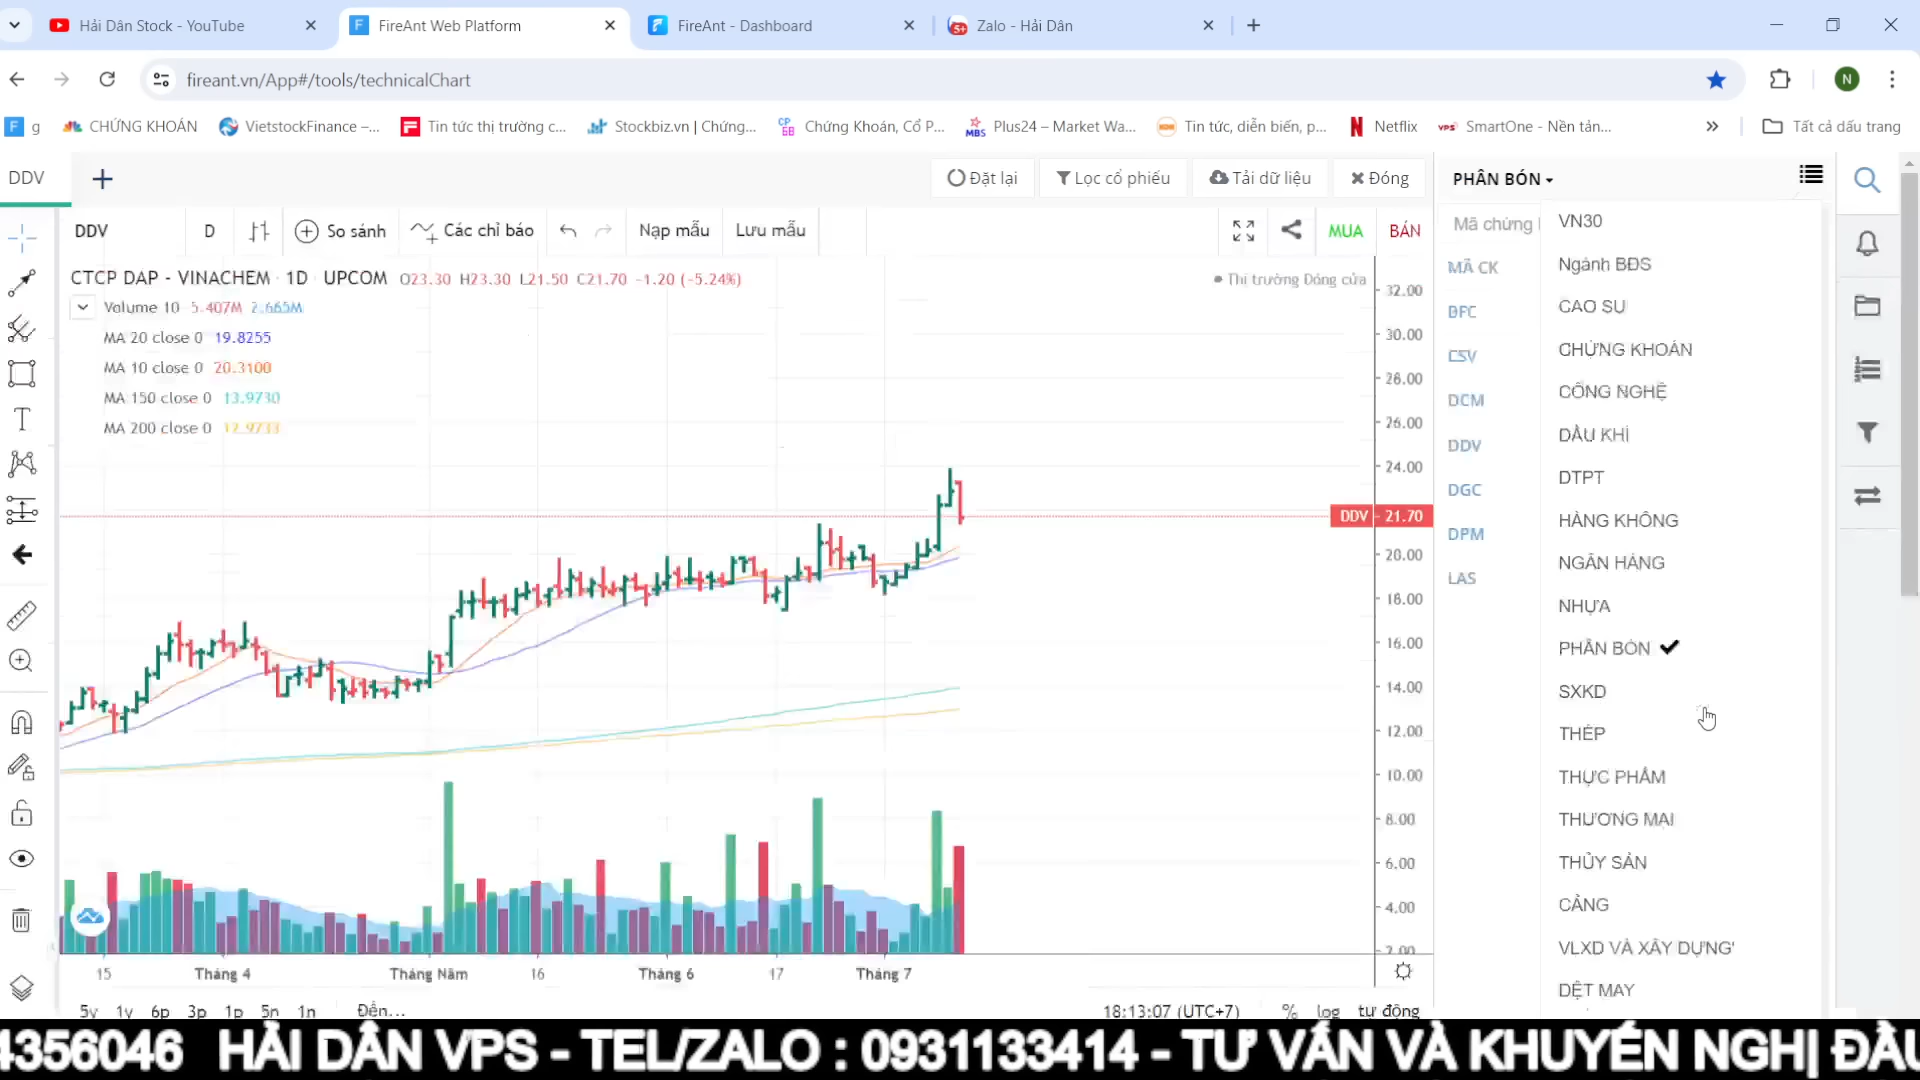 Hải Dân Stock - YouTube
FireAnt Web Platform
FireAnt - Dashboard
Zalo - Hải Dân
fireant.vn/App#/tools/technicalChart
N
g
CHỨNG KHOÁN
VietstockFinance –...
Tin tức thị trường c...
Stockbiz.vn | Chứng...
Chứng Khoán, Cổ P...
Plus24 – Market Wa...
Tin tức, diễn biến, p...
Netflix
SmartOne - Nền tản...
Tất cả dấu trang
DDV
Đặt lại
Lọc cổ phiếu
Tải dữ liệu
Đóng
PHÂN BÓN
DDV
D
So sánh
Các chỉ báo
Nạp mẫu
Lưu mẫu
MUA
BÁN
CTCP DAP - VINACHEM · 1D · UPCOM O23.30 H23.30 L21.50 C21.70 -1.20 (-5.24%)
Thị trường Đóng cửa
Volume 10 5.407M 2.665M
MA 20 close 0 19.8255
MA 10 close 0 20.3100
MA 150 close 0 13.9730
MA 200 close 0 12.9733
32.00
30.00
28.00
26.00
24.00
DDV 21.70
20.00
18.00
16.00
14.00
12.00
10.00
8.00
6.00
4.00
2.00
Mã chứng
MÃ CK
BFC
CSV
DCM
DDV
DGC
DPM
LAS
VN30
Ngành BĐS
CAO SU
CHỨNG KHOÁN
CÔNG NGHỆ
DẦU KHÍ
DTPT
HÀNG KHÔNG
NGÂN HÀNG
NHỰA
PHÂN BÓN
SXKD
THÉP
THỰC PHẨM
THƯƠNG MẠI
THỦY SẢN
CẢNG
VLXD VÀ XÂY DỰNG'
DỆT MAY
15
Tháng 4
Tháng Năm
16
Tháng 6
17
Tháng 7
5y 1y 6p 3p 1p 5n 1n
Đến...
18:13:07 (UTC+7)
% log tự động
4356046 HẢI DÂN VPS - TEL/ZALO : 0931133414 - TƯ VẤN VÀ KHUYẾN NGHỊ ĐẦU